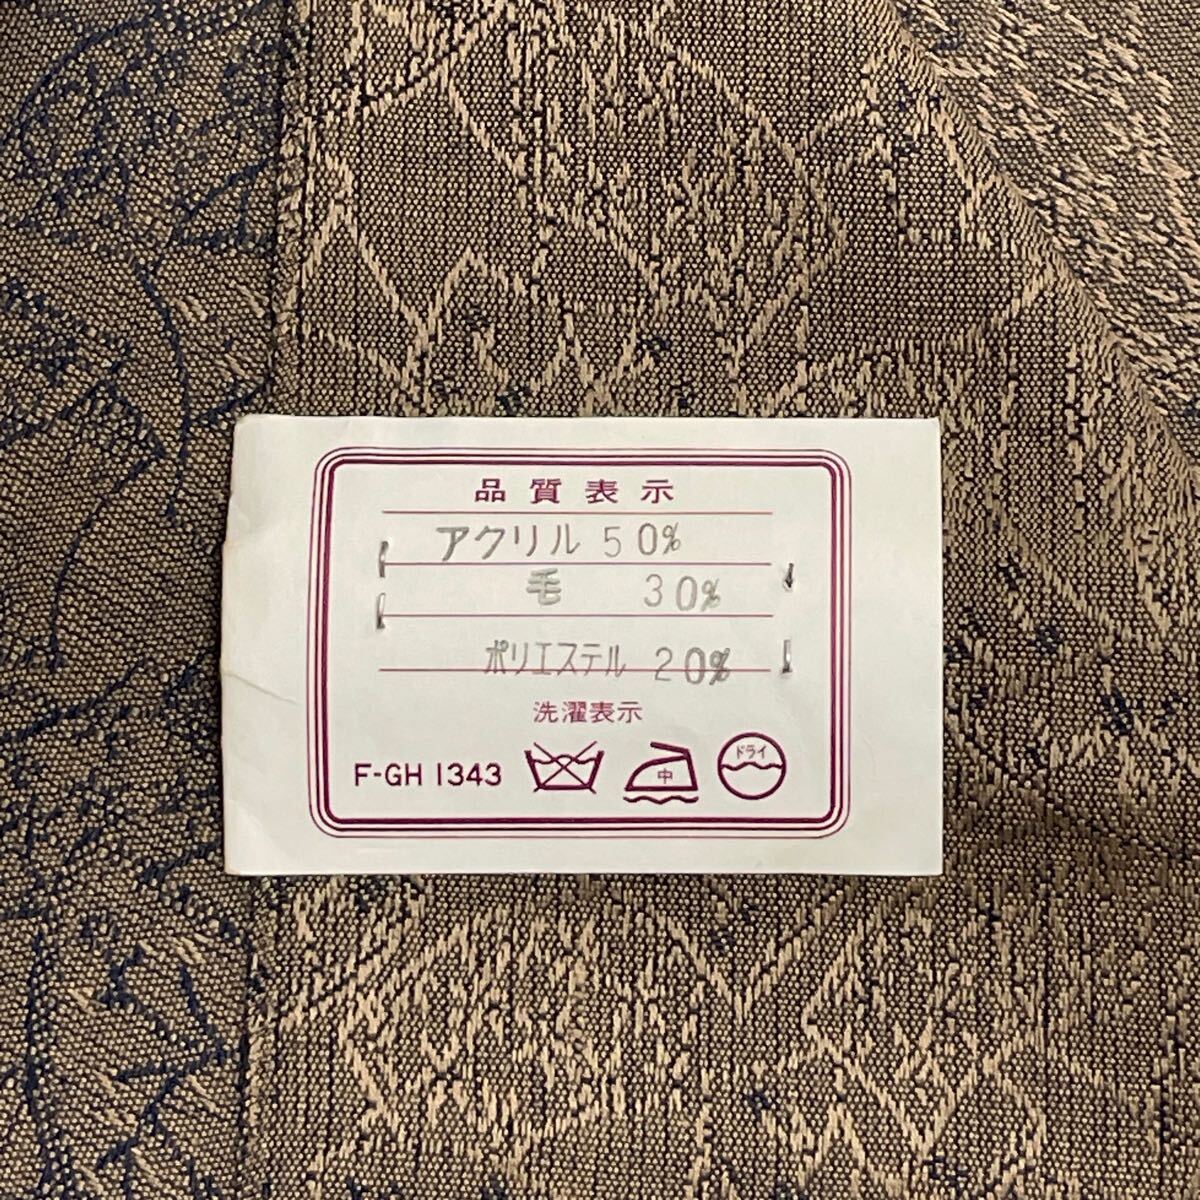 品質表示
アクリル 50%
毛 30%
ポリエステル 20%
洗濯表示
F-GH 1343 中 ドライ